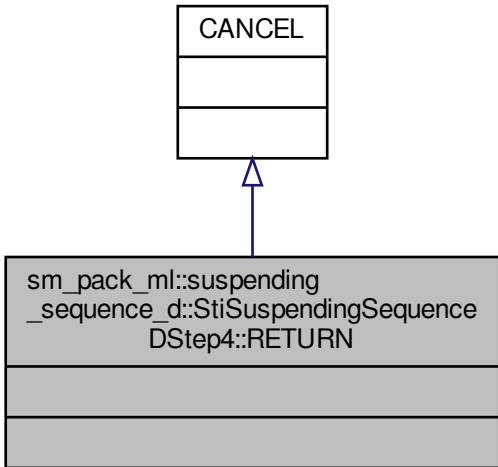 CANCEL
sm_pack_ml::suspending
_sequence_d::StiSuspendingSequence
DStep4::RETURN